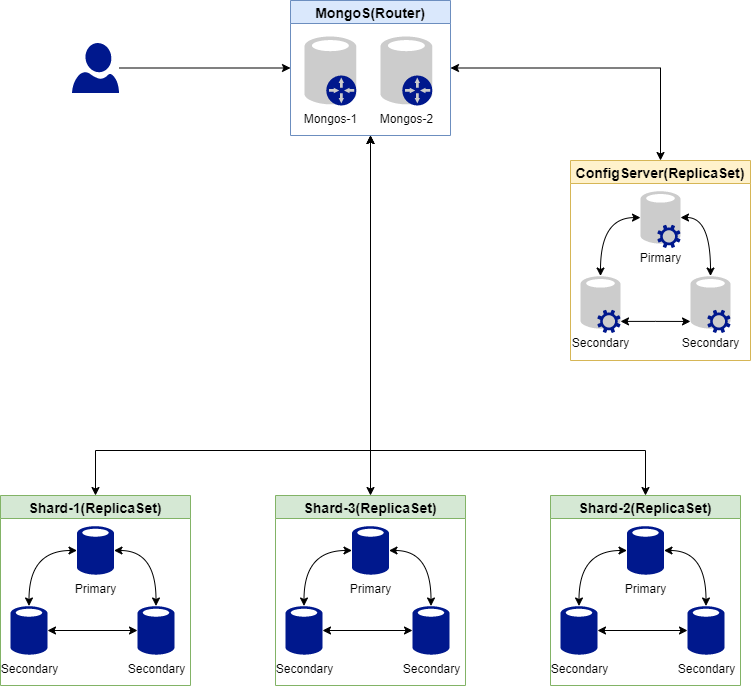 MongoS(Router)
Mongos-1
Mongos-2
ConfigServer(ReplicaSet)
Pirmary
Secondary
Secondary
Shard-1(ReplicaSet)
Primary
Secondary
Secondary
Shard-3(ReplicaSet)
Primary
Secondary
Secondary
Shard-2(ReplicaSet)
Primary
Secondary
Secondary